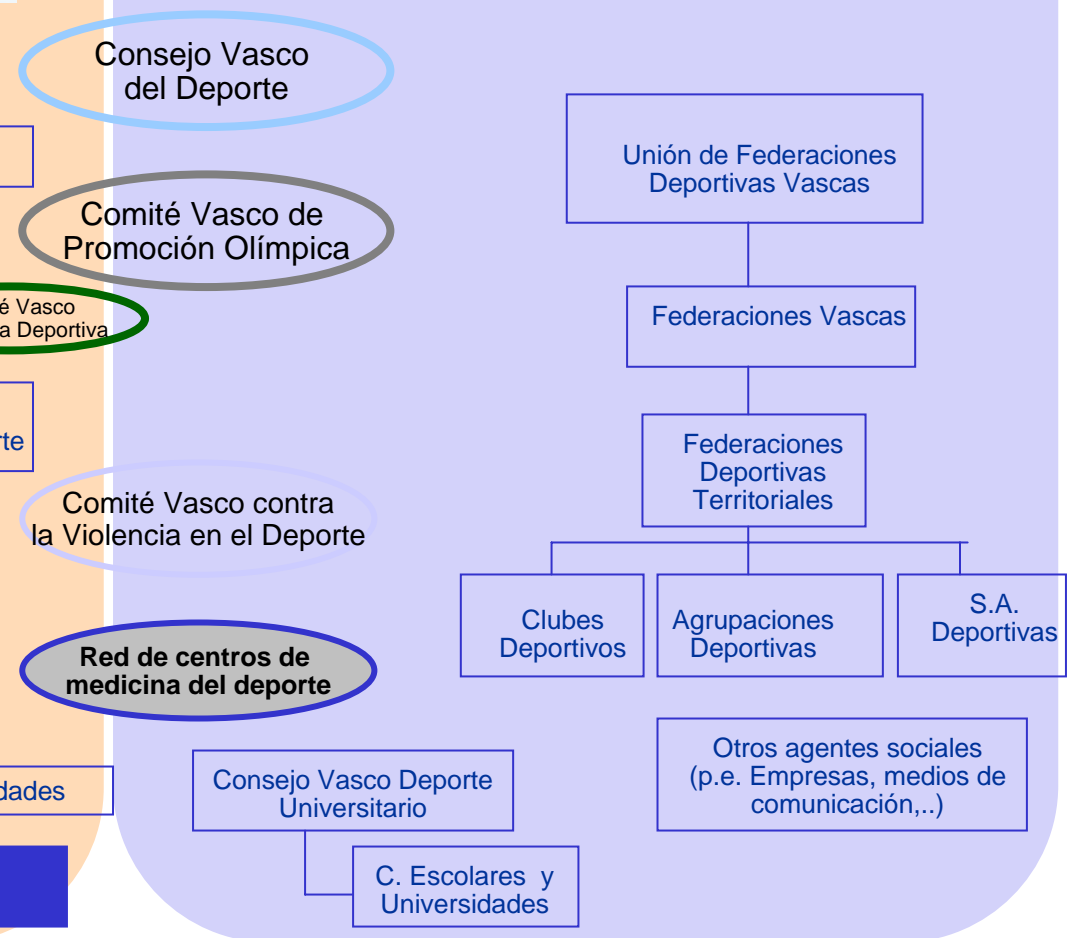 Consejo Vasco
del Deporte
Unión de Federaciones
Deportivas Vascas
Comité Vasco de
Promoción Olímpica
Vasco
a Deportiva
Federaciones Vascas
Federaciones
Deportivas
Territoriales
Comité Vasco contra
la Violencia en el Deporte
Clubes
Deportivos
Agrupaciones
Deportivas
S.A.
Deportivas
Red de centros de
medicina del deporte
Otros agentes sociales
(p.e. Empresas, medios de
comunicación,..)
Consejo Vasco Deporte
Universitario
C. Escolares y
Universidades